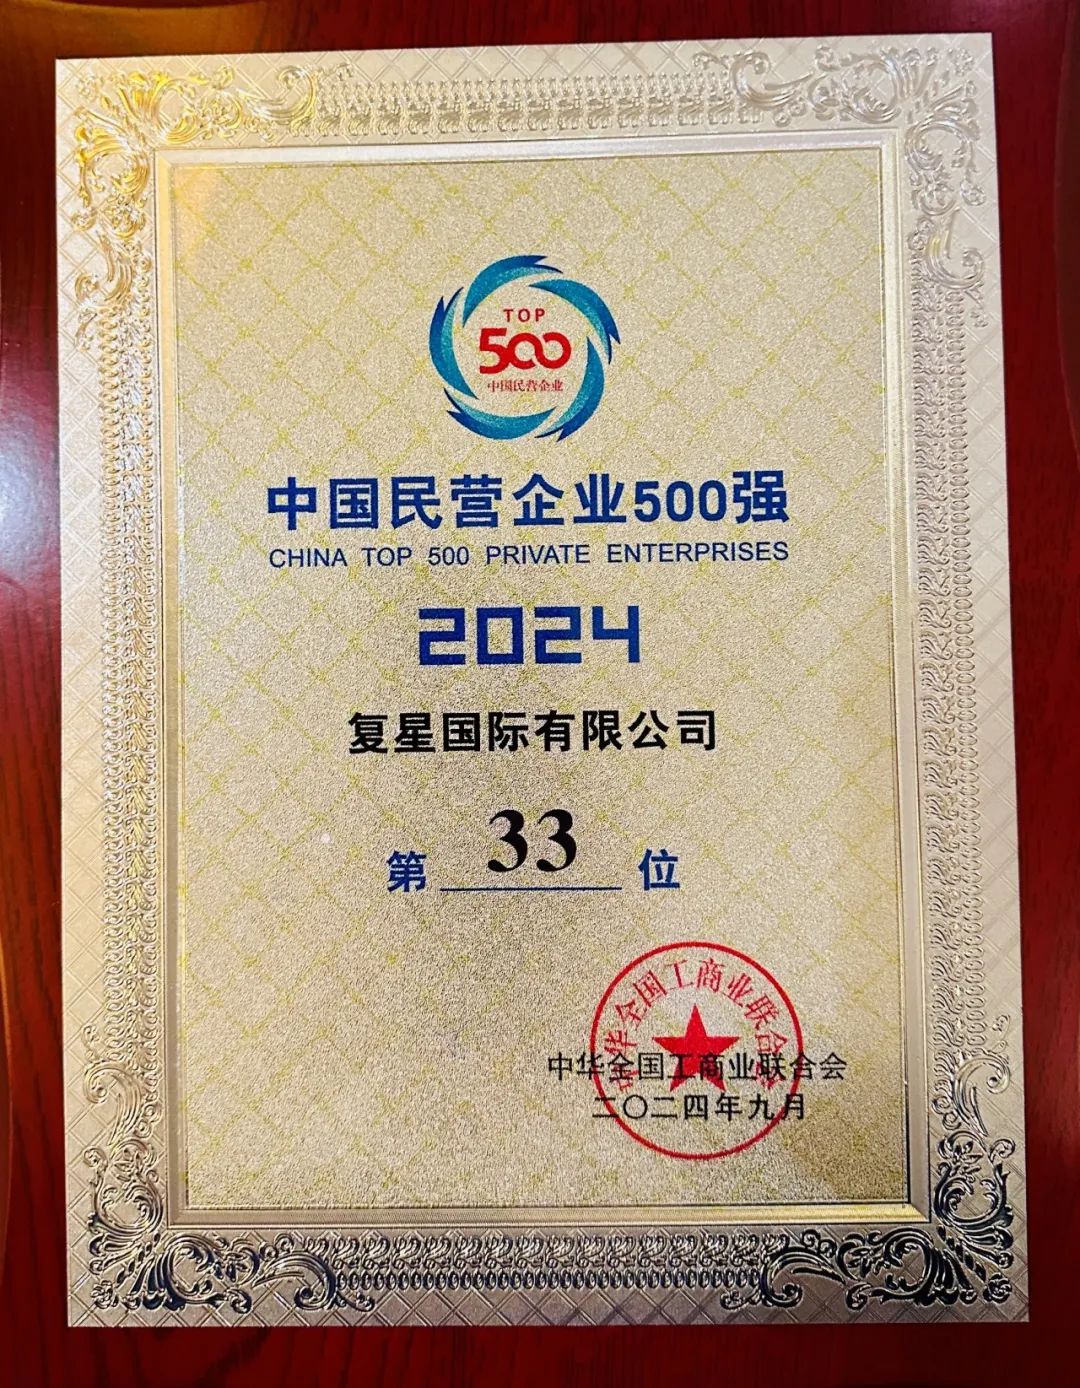 TOP
500
中国民营企业
中国民营企业500强
CHINA TOP 500 PRIVATE ENTERPRISES
2024
复星国际有限公司
第 33 位
中华全国工商业联合会
中华全国工商业联合会
二〇二四年九月